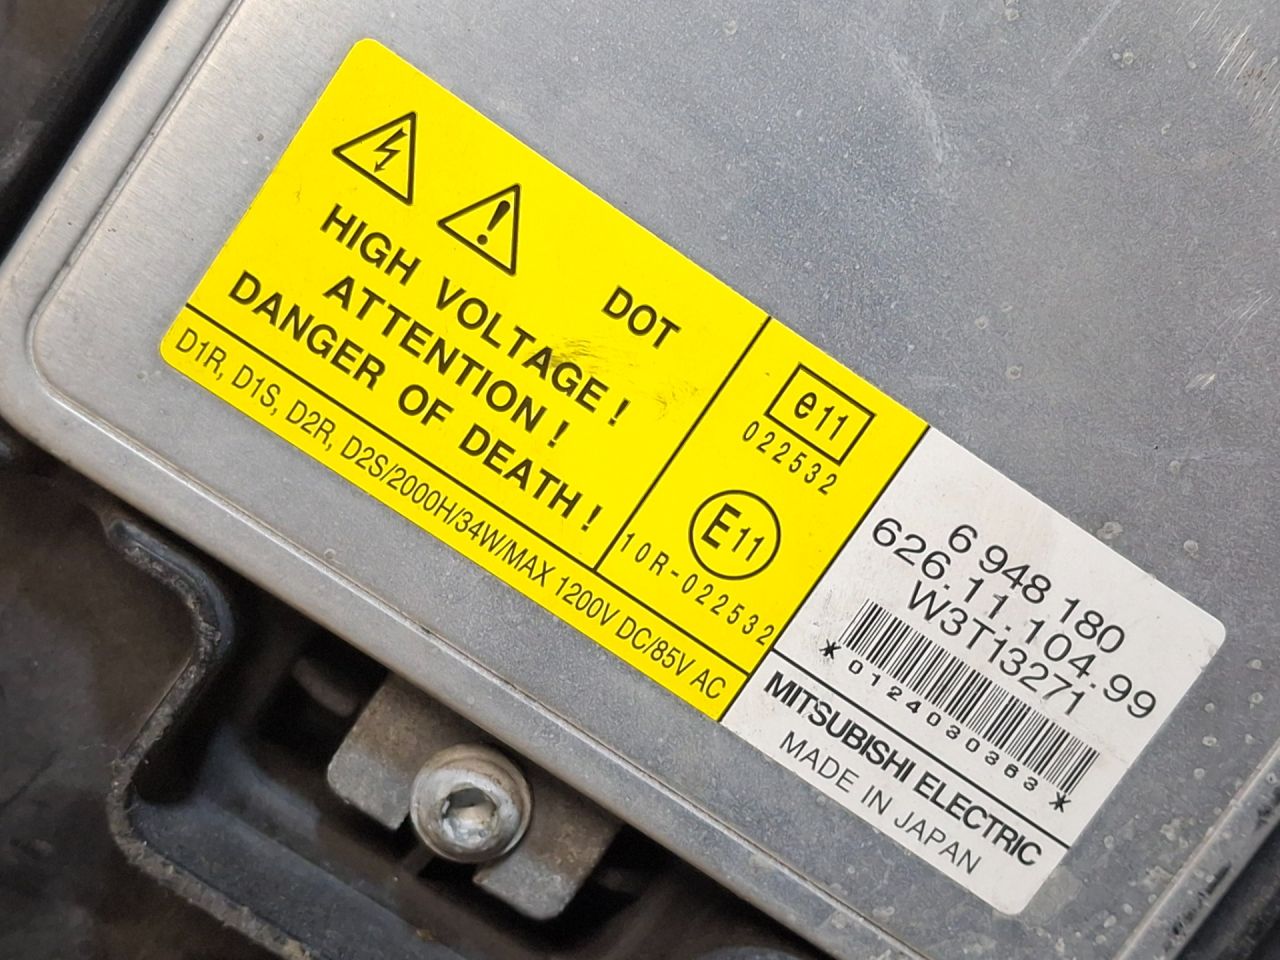 HIGH VOLTAGE !
ATTENTION !
DANGER OF DEATH !
DOT
D1R, D1S, D2R, D2S/2000H/34W/MAX 1200V DC/85V AC
e11
022532
E11
10R-022532
6 948 180
626.11.104.99
W3T13271
*0124030363*
MITSUBISHI ELECTRIC
MADE IN JAPAN